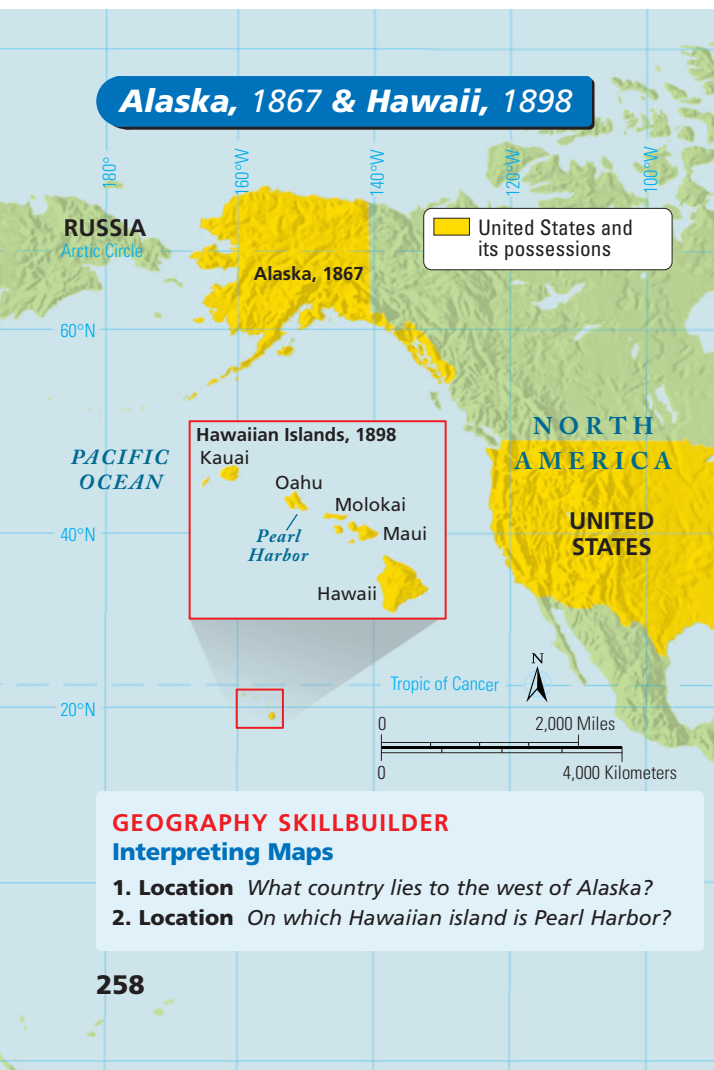 Alaska, 1867 & Hawaii, 1898
180°
160°W
140°W
120°W
100°W
RUSSIA
Arctic Circle
United States and
its possessions
Alaska, 1867
60°N
NORTH
AMERICA
Hawaiian Islands, 1898
Kauai
PACIFIC
OCEAN
Oahu
Molokai
Pearl
Harbor
Maui
Hawaii
UNITED
STATES
40°N
N
Tropic of Cancer
20°N
0 2,000 Miles
0 4,000 Kilometers
GEOGRAPHY SKILLBUILDER
Interpreting Maps
1. Location What country lies to the west of Alaska?
2. Location On which Hawaiian island is Pearl Harbor?
258